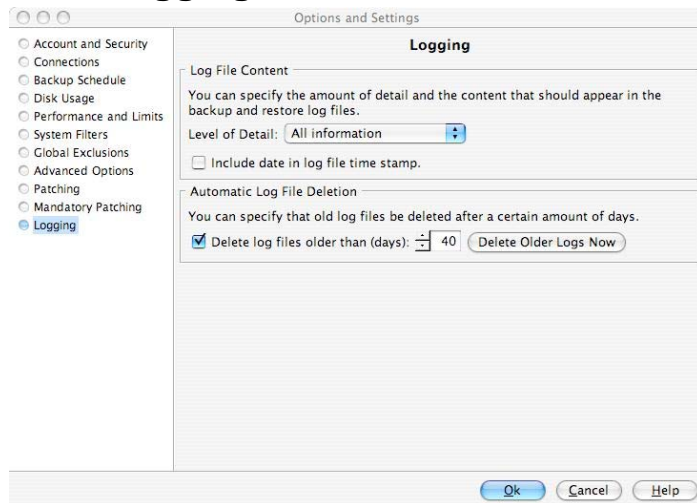 Options and Settings
Account and Security
Connections
Backup Schedule
Disk Usage
Performance and Limits
System Filters
Global Exclusions
Advanced Options
Patching
Mandatory Patching
Logging
Logging
Log File Content
You can specify the amount of detail and the content that should appear in the
backup and restore log files.
Level of Detail: All information
Include date in log file time stamp.
Automatic Log File Deletion
You can specify that old log files be deleted after a certain amount of days.
Delete log files older than (days): 40 Delete Older Logs Now
Ok Cancel Help